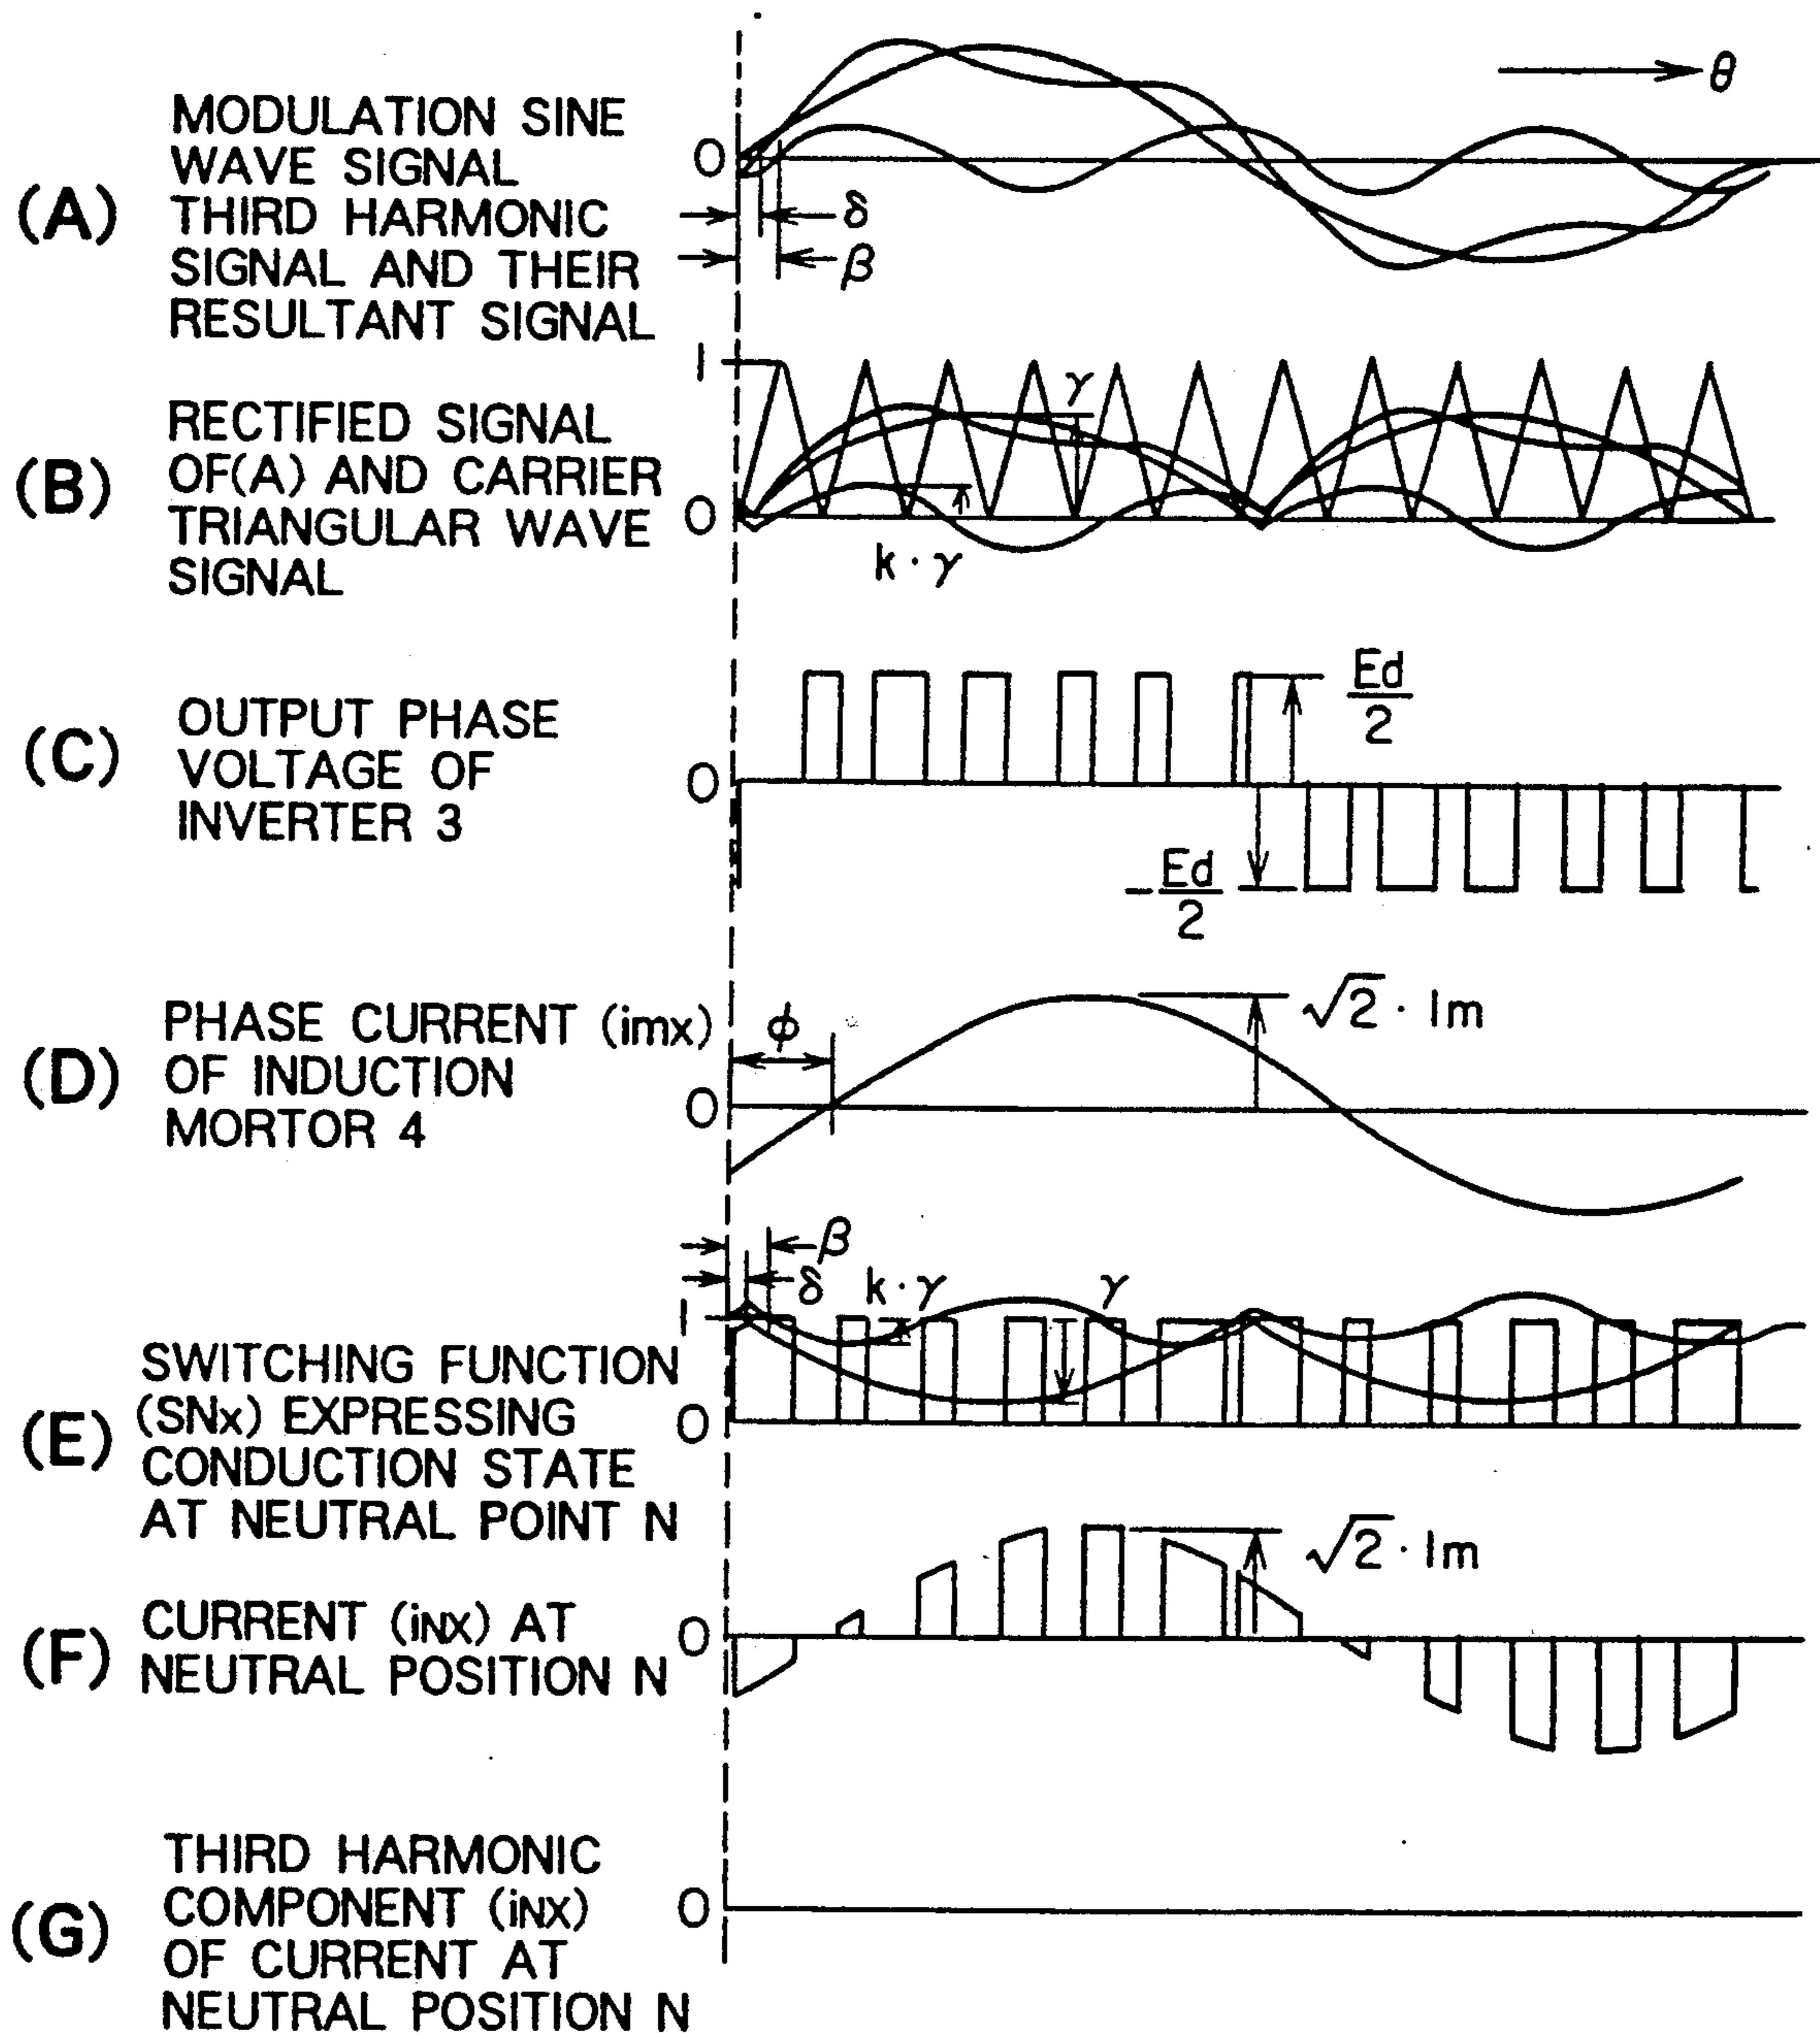 (A) MODULATION SINE
WAVE SIGNAL
THIRD HARMONIC
SIGNAL AND THEIR
RESULTANT SIGNAL
0
θ
δ
β
(B) RECTIFIED SIGNAL
OF(A) AND CARRIER
TRIANGULAR WAVE
SIGNAL
1
0
γ
k·γ
(C) OUTPUT PHASE
VOLTAGE OF
INVERTER 3
0
Ed/2
-Ed/2
(D) PHASE CURRENT (imx)
OF INDUCTION
MORTOR 4
0
ϕ
√2·Im
(E) SWITCHING FUNCTION
(SNx) EXPRESSING
CONDUCTION STATE
AT NEUTRAL POINT N
1
0
β
δ
k·γ
γ
(F) CURRENT (iNX) AT
NEUTRAL POSITION N
0
√2·Im
(G) THIRD HARMONIC
COMPONENT (iNX)
OF CURRENT AT
NEUTRAL POSITION N
0